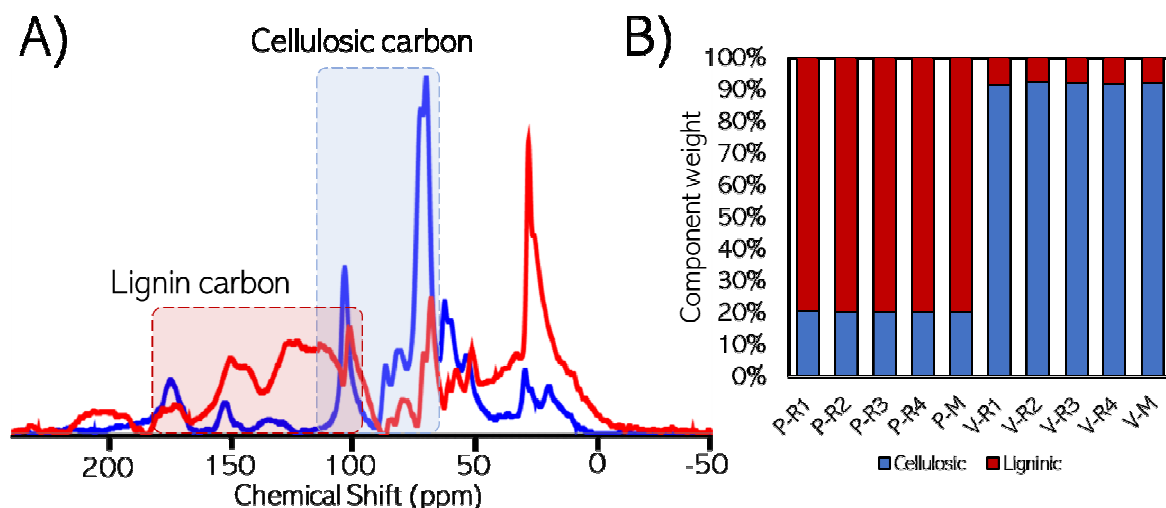 A)
Cellulosic carbon
Lignin carbon
200
150
100
50
0
-50
Chemical Shift (ppm)
B)
Component weight
100%
90%
80%
70%
60%
50%
40%
30%
20%
10%
0%
P-R1
P-R2
P-R3
P-R4
P-M
V-R1
V-R2
V-R3
V-R4
V-M
Cellulosic
Ligninic